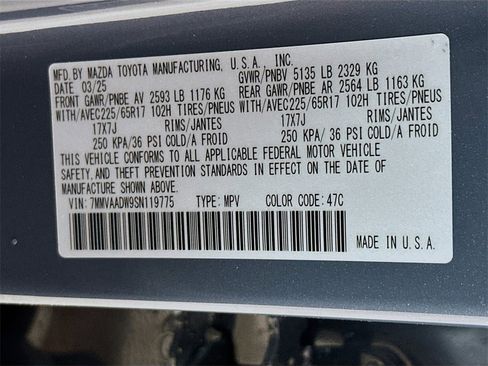 MFD.BY MAZDA TOYOTA MANUFACTURING, U.S.A., INC.
DATE 03/25 GVWR/PNBV 5135 LB 2329 KG
FRONT GAWR/PNBE AV 2593 LB 1176 KG REAR GAWR/PNBE AR 2564 LB 1163 KG
WITH/AVEC225/65R17 102H TIRES/PNEUS WITH/AVEC225/65R17 102H TIRES/PNEUS
17X7J RIMS/JANTES 17X7J RIMS/JANTES
250 KPA/36 PSI COLD/A FROID 250 KPA/36 PSI COLD/A FROID
THIS VEHICLE CONFORMS TO ALL APPLICABLE FEDERAL MOTOR VEHICLE
SAFETY, AND THEFT PREVENTION STANDARDS IN EFFECT ON THE DATE OF
MANUFACTURE SHOWN ABOVE.
VIN: 7MMVAADW9SN119775 TYPE: MPV COLOR CODE: 47C
MADE IN U.S.A.